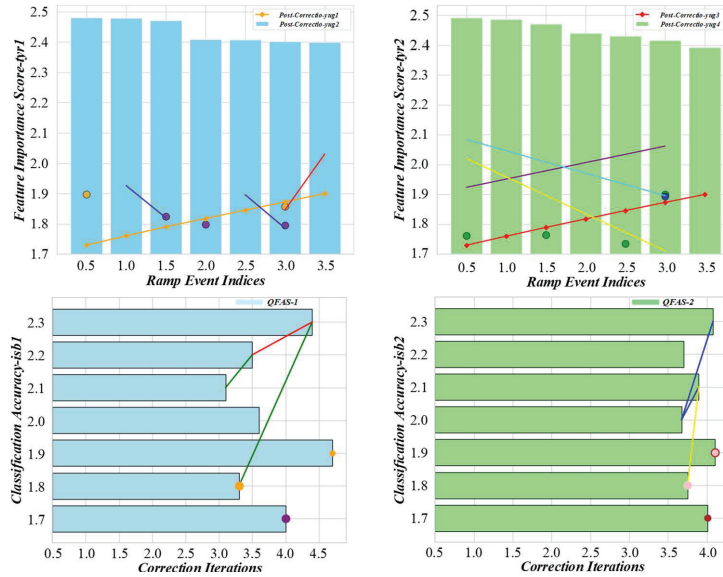 2.5
2.4
2.3
2.2
2.1
2.0
1.9
1.8
1.7
Feature Importance Score-tyr1
Post-Correctio-yug1
Post-Correctio-yug2
0.5 1.0 1.5 2.0 2.5 3.0 3.5
Ramp Event Indices
2.5
2.4
2.3
2.2
2.1
2.0
1.9
1.8
1.7
Feature Importance Score-tyr2
Post-Correctio-yug3
Post-Correctio-yug4
0.5 1.0 1.5 2.0 2.5 3.0 3.5
Ramp Event Indices
QFAS-1
2.3
2.2
2.1
2.0
1.9
1.8
1.7
Classification Accuracy-isb1
0.5 1.0 1.5 2.0 2.5 3.0 3.5 4.0 4.5
Correction Iterations
QFAS-2
2.3
2.2
2.1
2.0
1.9
1.8
1.7
Classification Accuracy-isb2
0.5 1.0 1.5 2.0 2.5 3.0 3.5 4.0
Correction Iterations